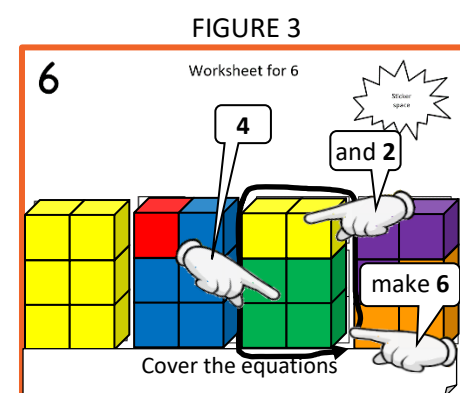 FIGURE 3
6
Worksheet for 6
Sticker
space
4
and 2
make 6
Cover the equations